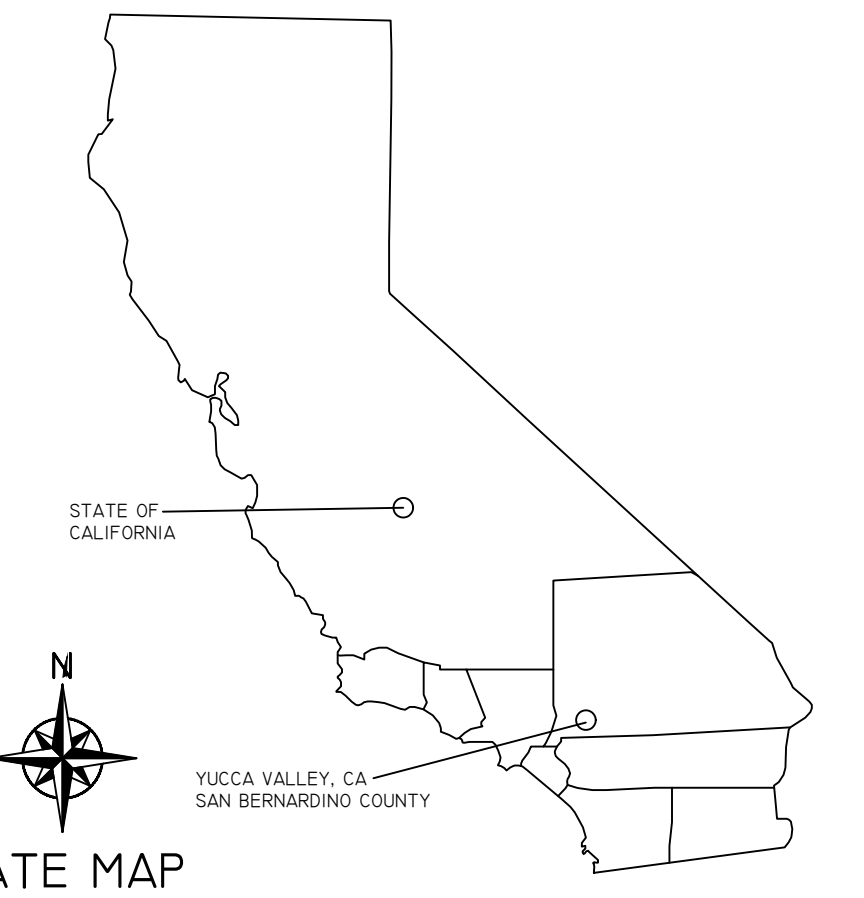 STATE OF
CALIFORNIA
N
YUCCA VALLEY, CA
SAN BERNARDINO COUNTY
ATE MAP